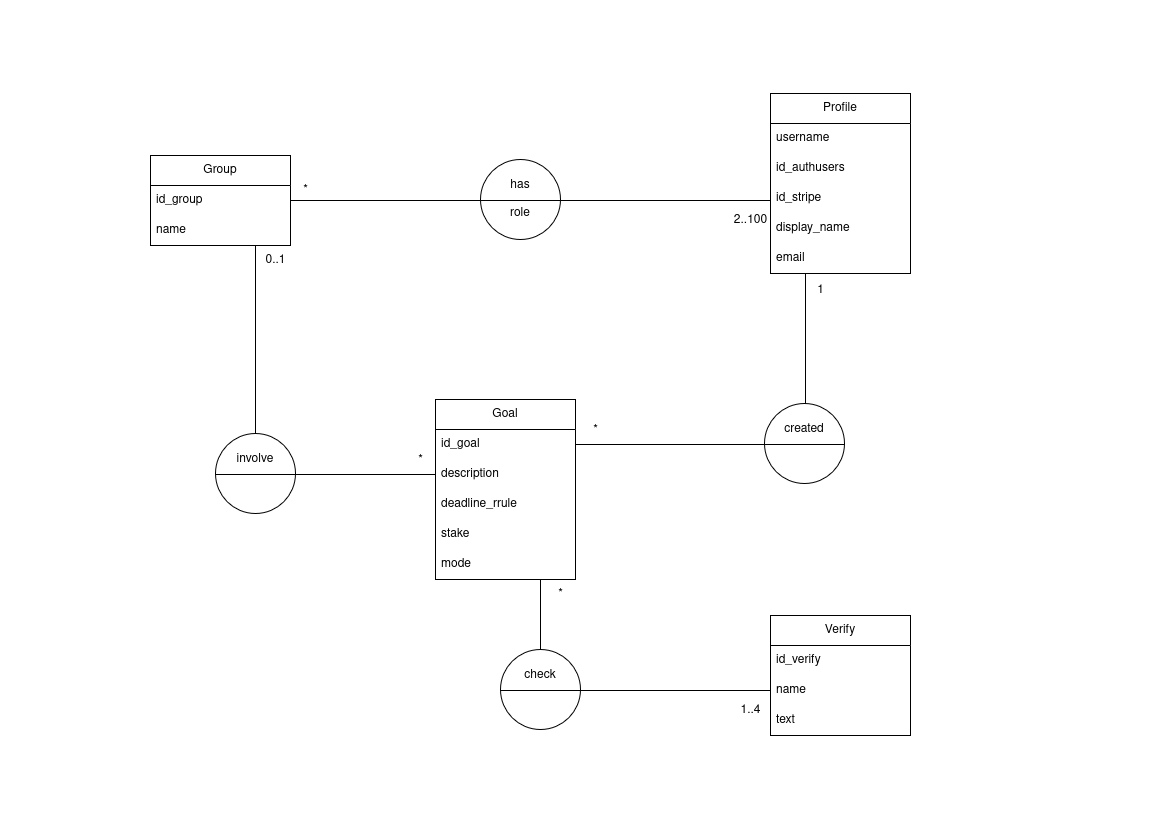 Profile
username
id_authusers
id_stripe
display_name
email
Group
id_group
name
*
has
role
2..100
0..1
1
Goal
id_goal
description
deadline_rrule
stake
mode
*
created
involve
*
*
check
1..4
Verify
id_verify
name
text